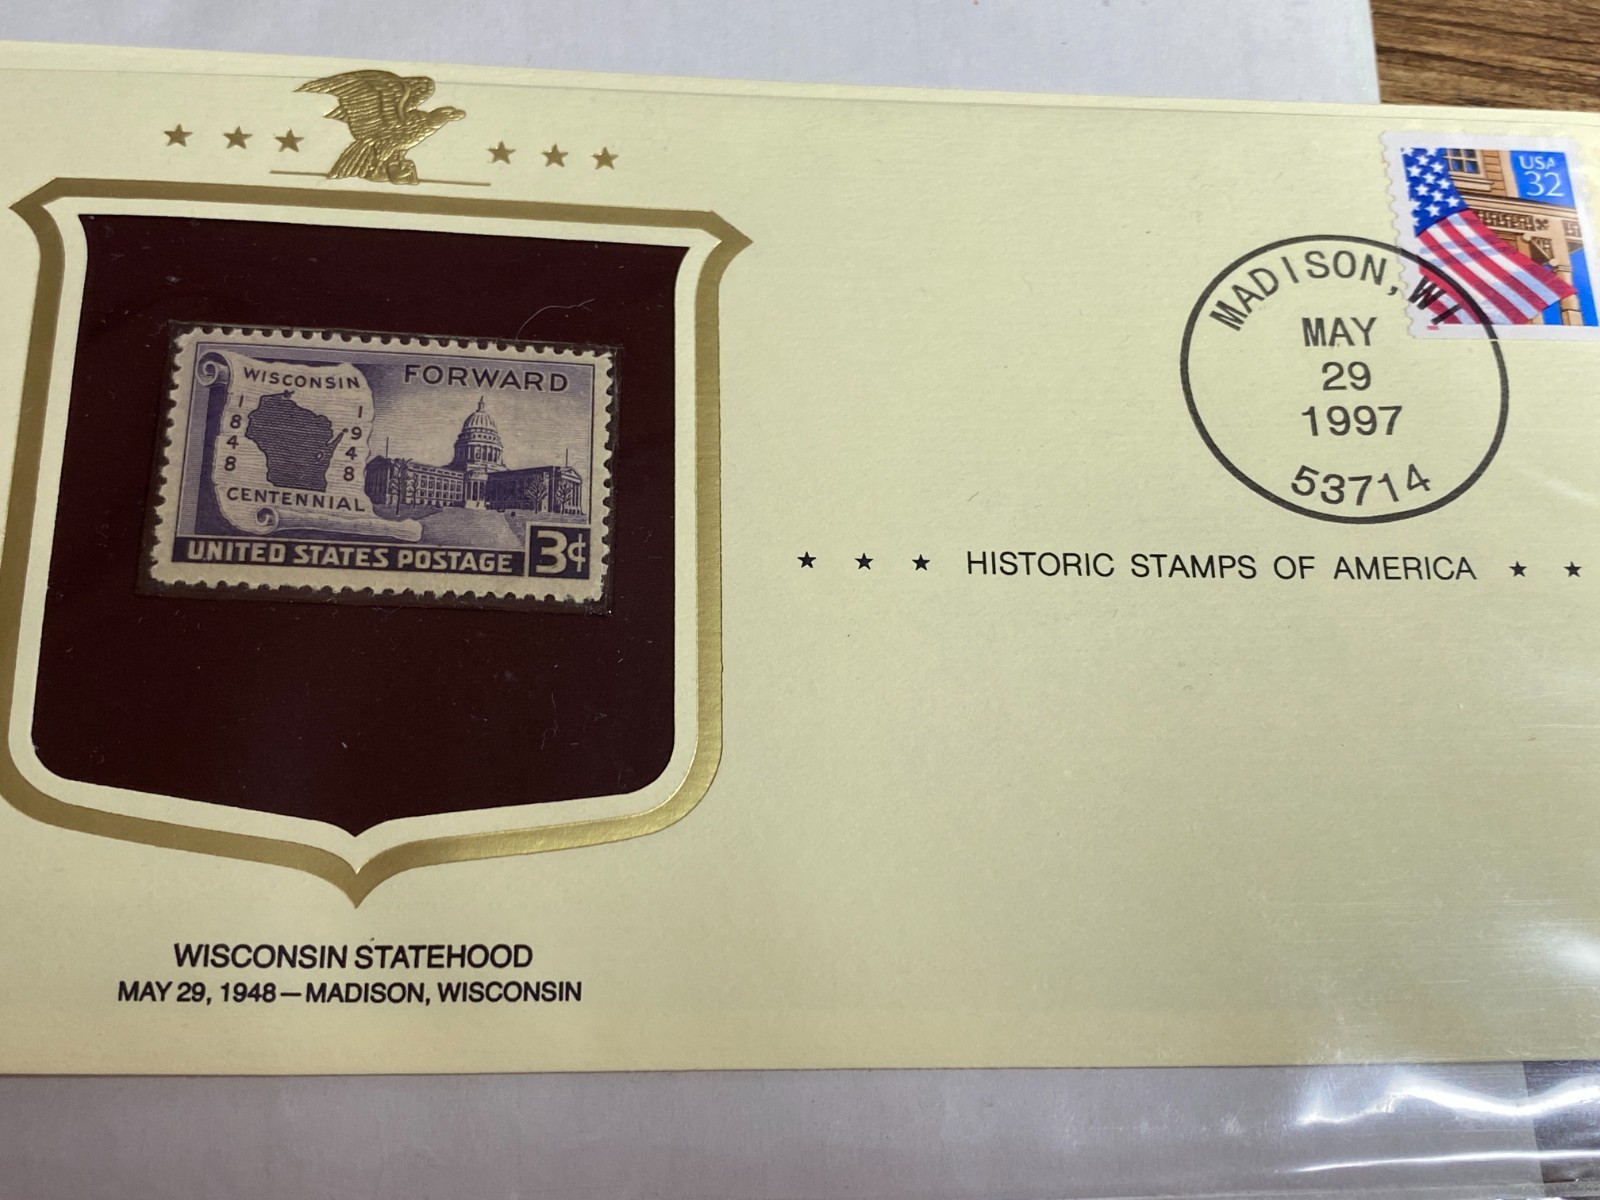 WISCONSIN
FORWARD
1848
1948
CENTENNIAL
UNITED STATES POSTAGE
3¢
WISCONSIN STATEHOOD
MAY 29, 1948—MADISON, WISCONSIN
USA
32
MADISON, WI
MAY
29
1997
53714
★ ★ ★ HISTORIC STAMPS OF AMERICA ★ ★